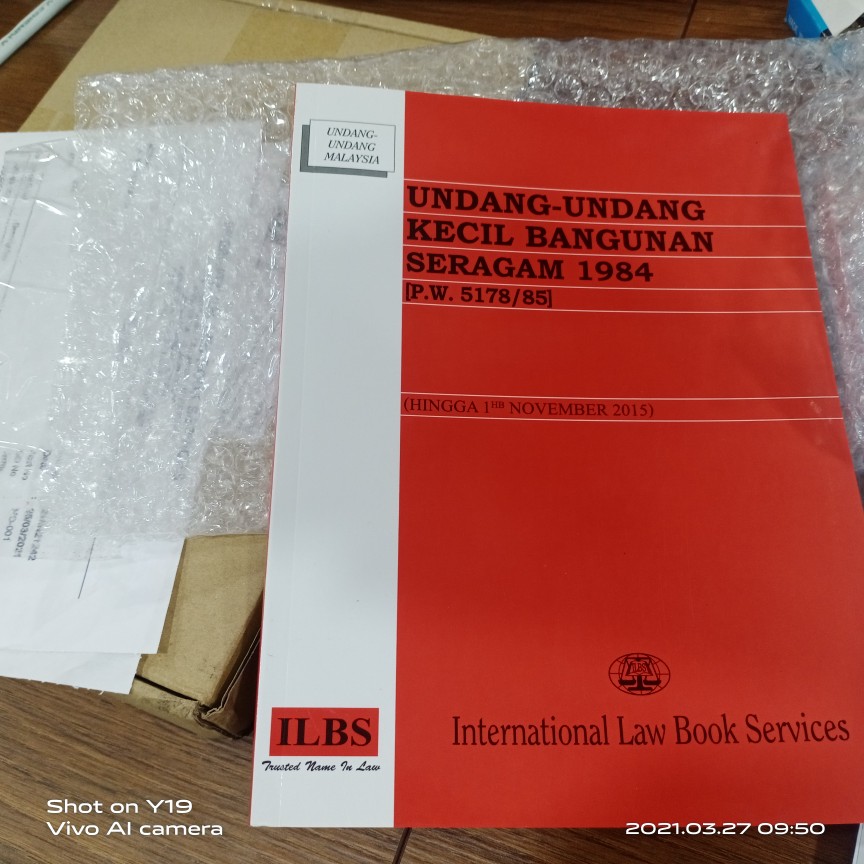 UNDANG-
UNDANG
MALAYSIA
UNDANG-UNDANG
KECIL BANGUNAN
SERAGAM 1984
[P.W. 5178/85]
(HINGGA 1HB NOVEMBER 2015)
ILBS
International Law Book Services
ILBS
Trusted Name In Law
Shot on Y19
Vivo AI camera
2021.03.27 09:50